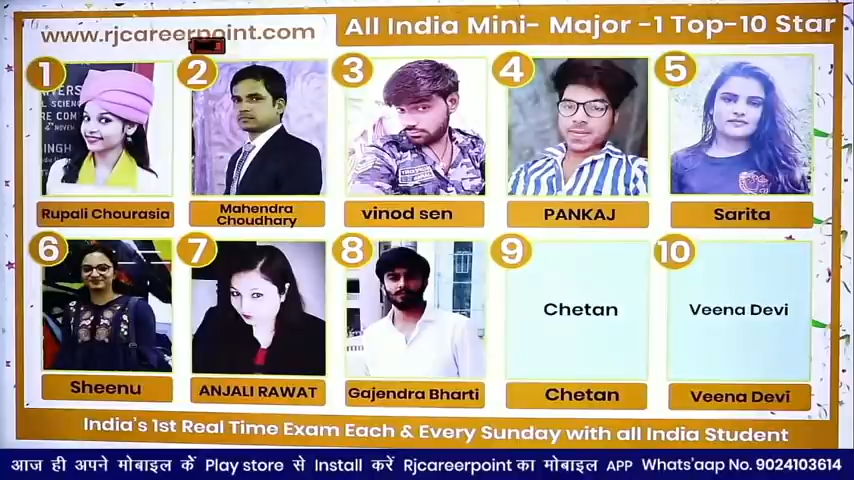 www.rjcareerpoint.com
All India Mini- Major -1 Top-10 Star
1
2
3
4
5
Rupali Chourasia
Mahendra
Choudhary
vinod sen
PANKAJ
Sarita
6
7
8
9
10
Chetan
Veena Devi
Sheenu
ANJALI RAWAT
Gajendra Bharti
Chetan
Veena Devi
India's 1st Real Time Exam Each & Every Sunday with all India Student
आज ही अपने मोबाइल कें Play store से Install करें Rjcareerpoint का मोबाइल APP Whats'aap No. 9024103614